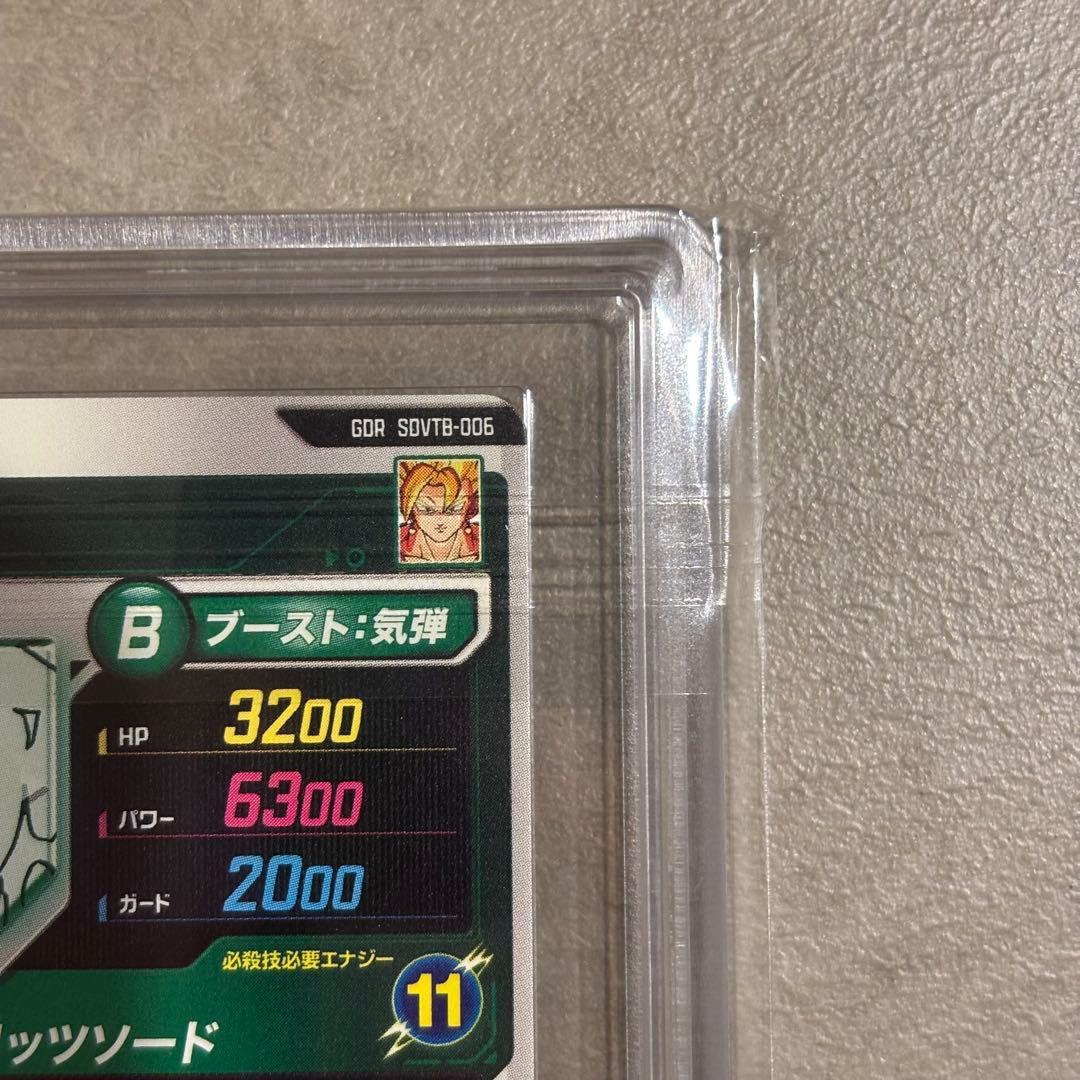 GDR SDVTB-006
B ブースト:気弾
HP 3200
パワー 6300
ガード 2000
必殺技必要エナジー
11
ッツソード